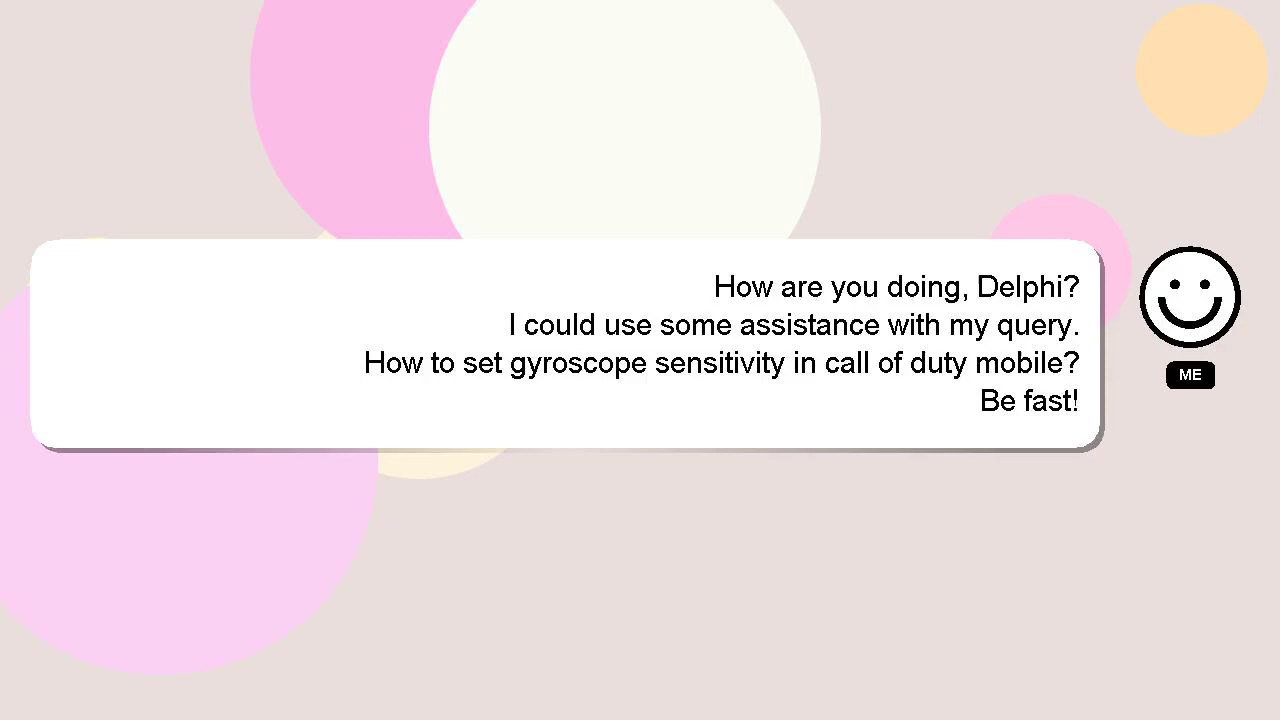 How are you doing, Delphi?
I could use some assistance with my query.
How to set gyroscope sensitivity in call of duty mobile?
Be fast!
ME